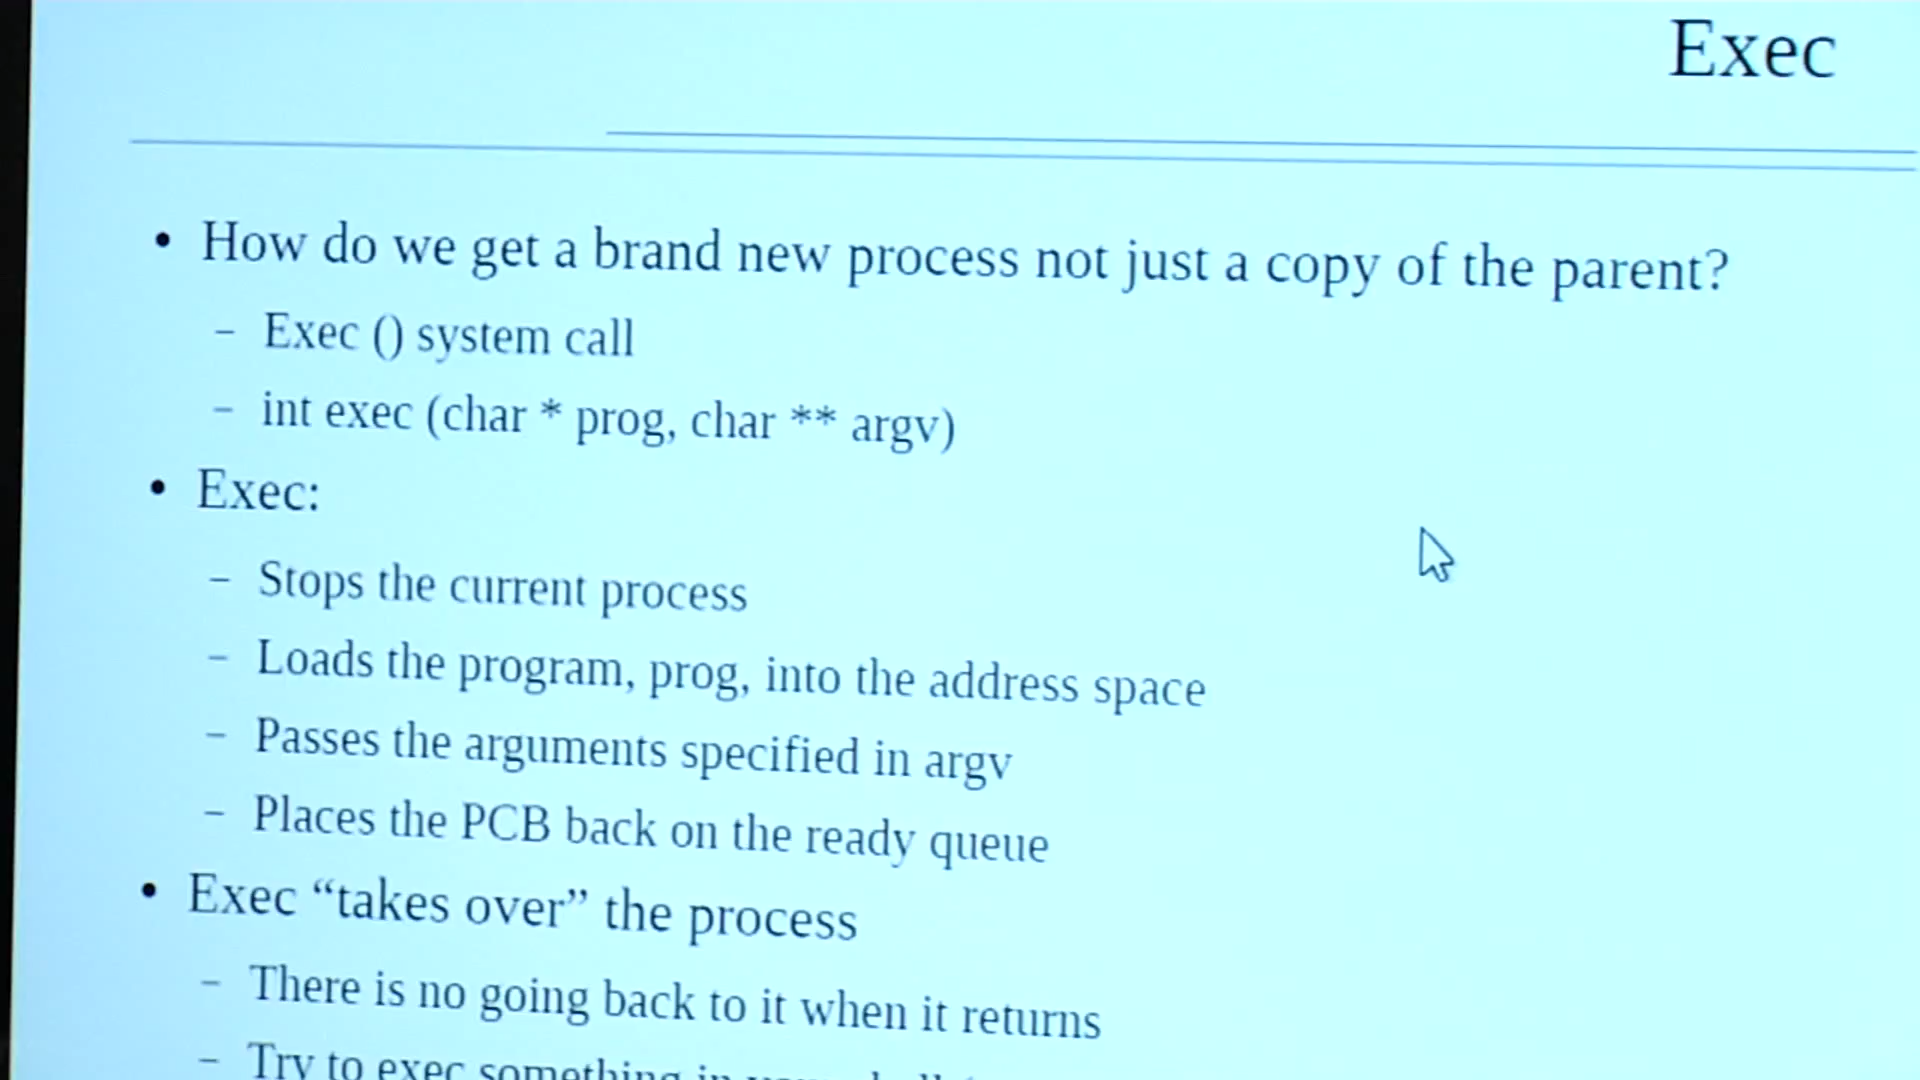 Exec
• How do we get a brand new process not just a copy of the parent?
– Exec () system call
– int exec (char * prog, char ** argv)
• Exec:
– Stops the current process
– Loads the program, prog, into the address space
– Passes the arguments specified in argv
– Places the PCB back on the ready queue
• Exec “takes over” the process
– There is no going back to it when it returns
– Try to exec something in